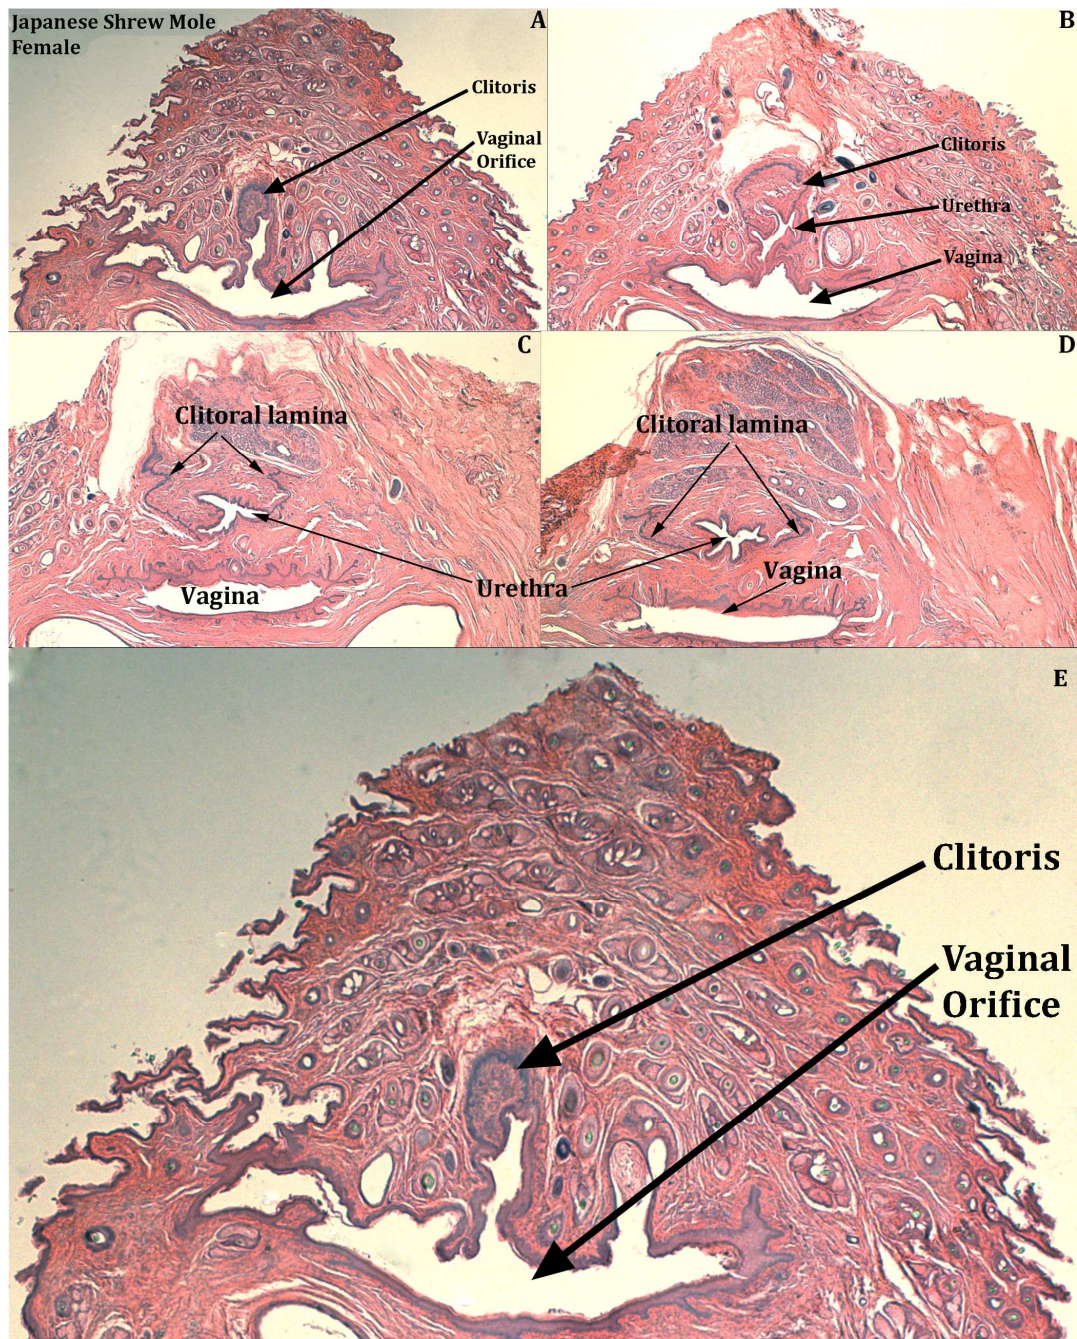 Japanese Shrew Mole
Female
A
Clitoris
Vaginal
Orifice
B
Clitoris
Urethra
Vagina
C
Clitoral lamina
Vagina
Urethra
D
Clitoral lamina
Vagina
E
Clitoris
Vaginal
Orifice